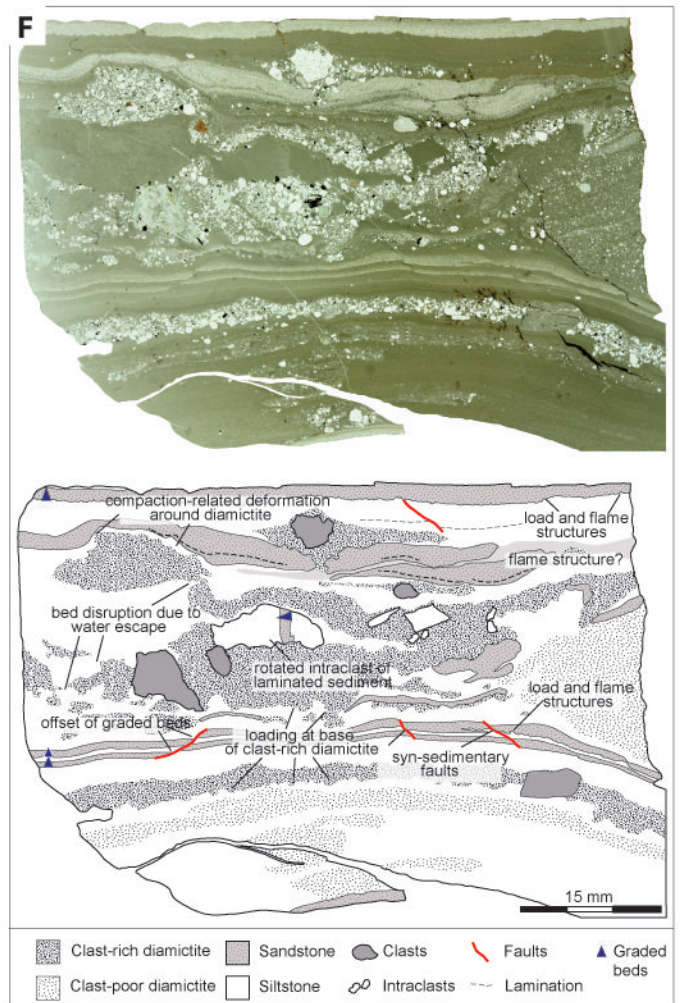 F
compaction-related deformation
around diamictite
load and flame
structures
flame structure?
bed disruption due to
water escape
rotated intraclast of
laminated sediment
load and flame
structures
offset of graded beds
loading at base
of clast-rich diamictite
syn-sedimentary
faults
15 mm
Clast-rich diamictite
Sandstone
Clasts
Faults
Graded
beds
Clast-poor diamictite
Siltstone
Intraclasts
Lamination